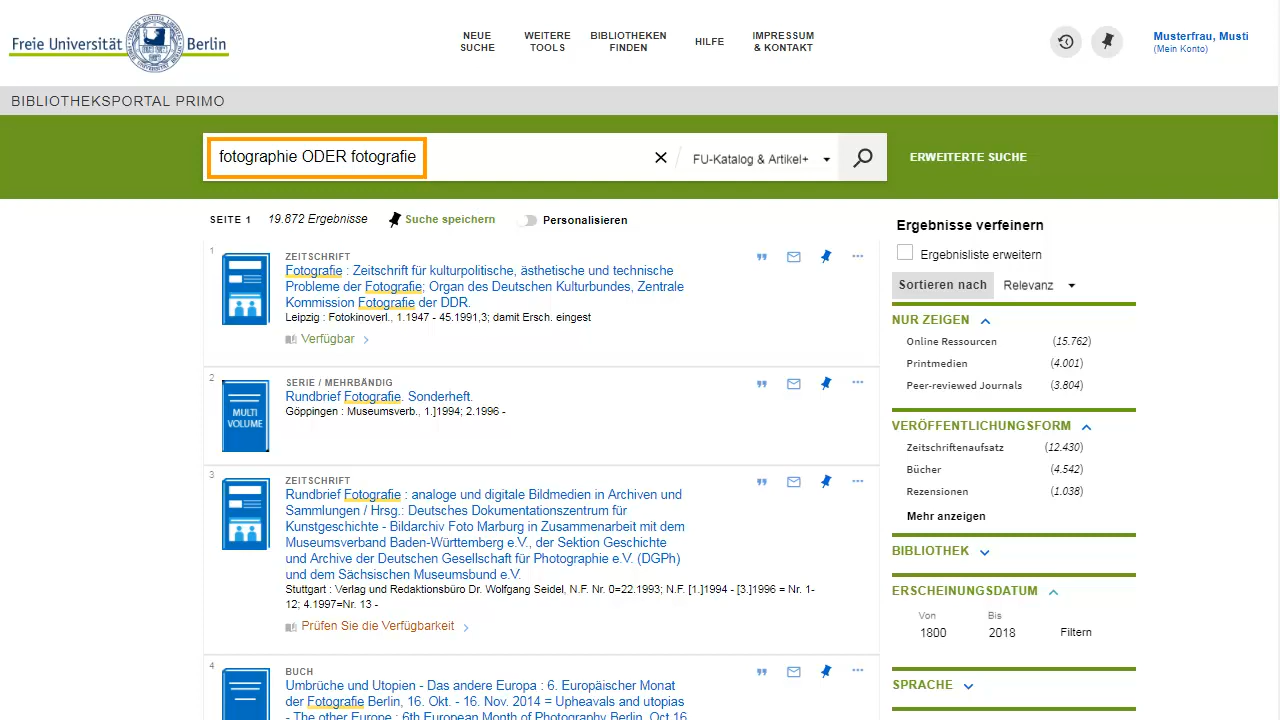 Freie Universität Berlin
NEUE
SUCHE
WEITERE
TOOLS
BIBLIOTHEKEN
FINDEN
HILFE
IMPRESSUM
& KONTAKT
Musterfrau, Musti
(Mein Konto)
BIBLIOTHEKSPORTAL PRIMO
fotographie ODER fotografie
FU-Katalog & Artikel+
ERWEITERTE SUCHE
SEITE 1
19.872 Ergebnisse
Suche speichern
Personalisieren
1
ZEITSCHRIFT
Fotografie : Zeitschrift für kulturpolitische, ästhetische und technische
Probleme der Fotografie; Organ des Deutschen Kulturbundes, Zentrale
Kommission Fotografie der DDR.
Leipzig : Fotokinoverl., 1.1947 - 45.1991,3; damit Ersch. eingest
Verfügbar
2
MULTI
VOLUME
SERIE / MEHRBÄNDIG
Rundbrief Fotografie. Sonderheft.
Göppingen : Museumsverb., 1.]1994; 2.1996 -
3
ZEITSCHRIFT
Rundbrief Fotografie : analoge und digitale Bildmedien in Archiven und
Sammlungen / Hrsg.: Deutsches Dokumentationszentrum für
Kunstgeschichte - Bildarchiv Foto Marburg in Zusammenarbeit mit dem
Museumsverband Baden-Württemberg e.V., der Sektion Geschichte
und Archive der Deutschen Gesellschaft für Photographie e.V. (DGPh)
und dem Sächsischen Museumsbund e.V.
Stuttgart : Verlag und Redaktionsbüro Dr. Wolfgang Seidel, N.F. Nr. 0=22.1993; N.F. [1.]1994 - [3.]1996 = Nr. 1-
12; 4.1997=Nr. 13 -
Prüfen Sie die Verfügbarkeit
4
BUCH
Umbrüche und Utopien - Das andere Europa : 6. Europäischer Monat
der Fotografie Berlin, 16. Okt. - 16. Nov. 2014 = Upheavals and utopias
- The other Europe : 6th European Month of Photography Berlin, Oct 16
Ergebnisse verfeinern
Ergebnisliste erweitern
Sortieren nach Relevanz
NUR ZEIGEN
Online Ressourcen (15.762)
Printmedien (4.001)
Peer-reviewed Journals (3.804)
VERÖFFENTLICHUNGSFORM
Zeitschriftenaufsatz (12.430)
Bücher (4.542)
Rezensionen (1.038)
Mehr anzeigen
BIBLIOTHEK
ERSCHEINUNGSDATUM
Von Bis
1800 2018 Filtern
SPRACHE